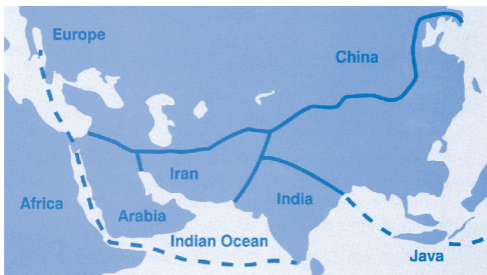 Europe
China
Iran
Africa
India
Arabia
Indian Ocean
Java